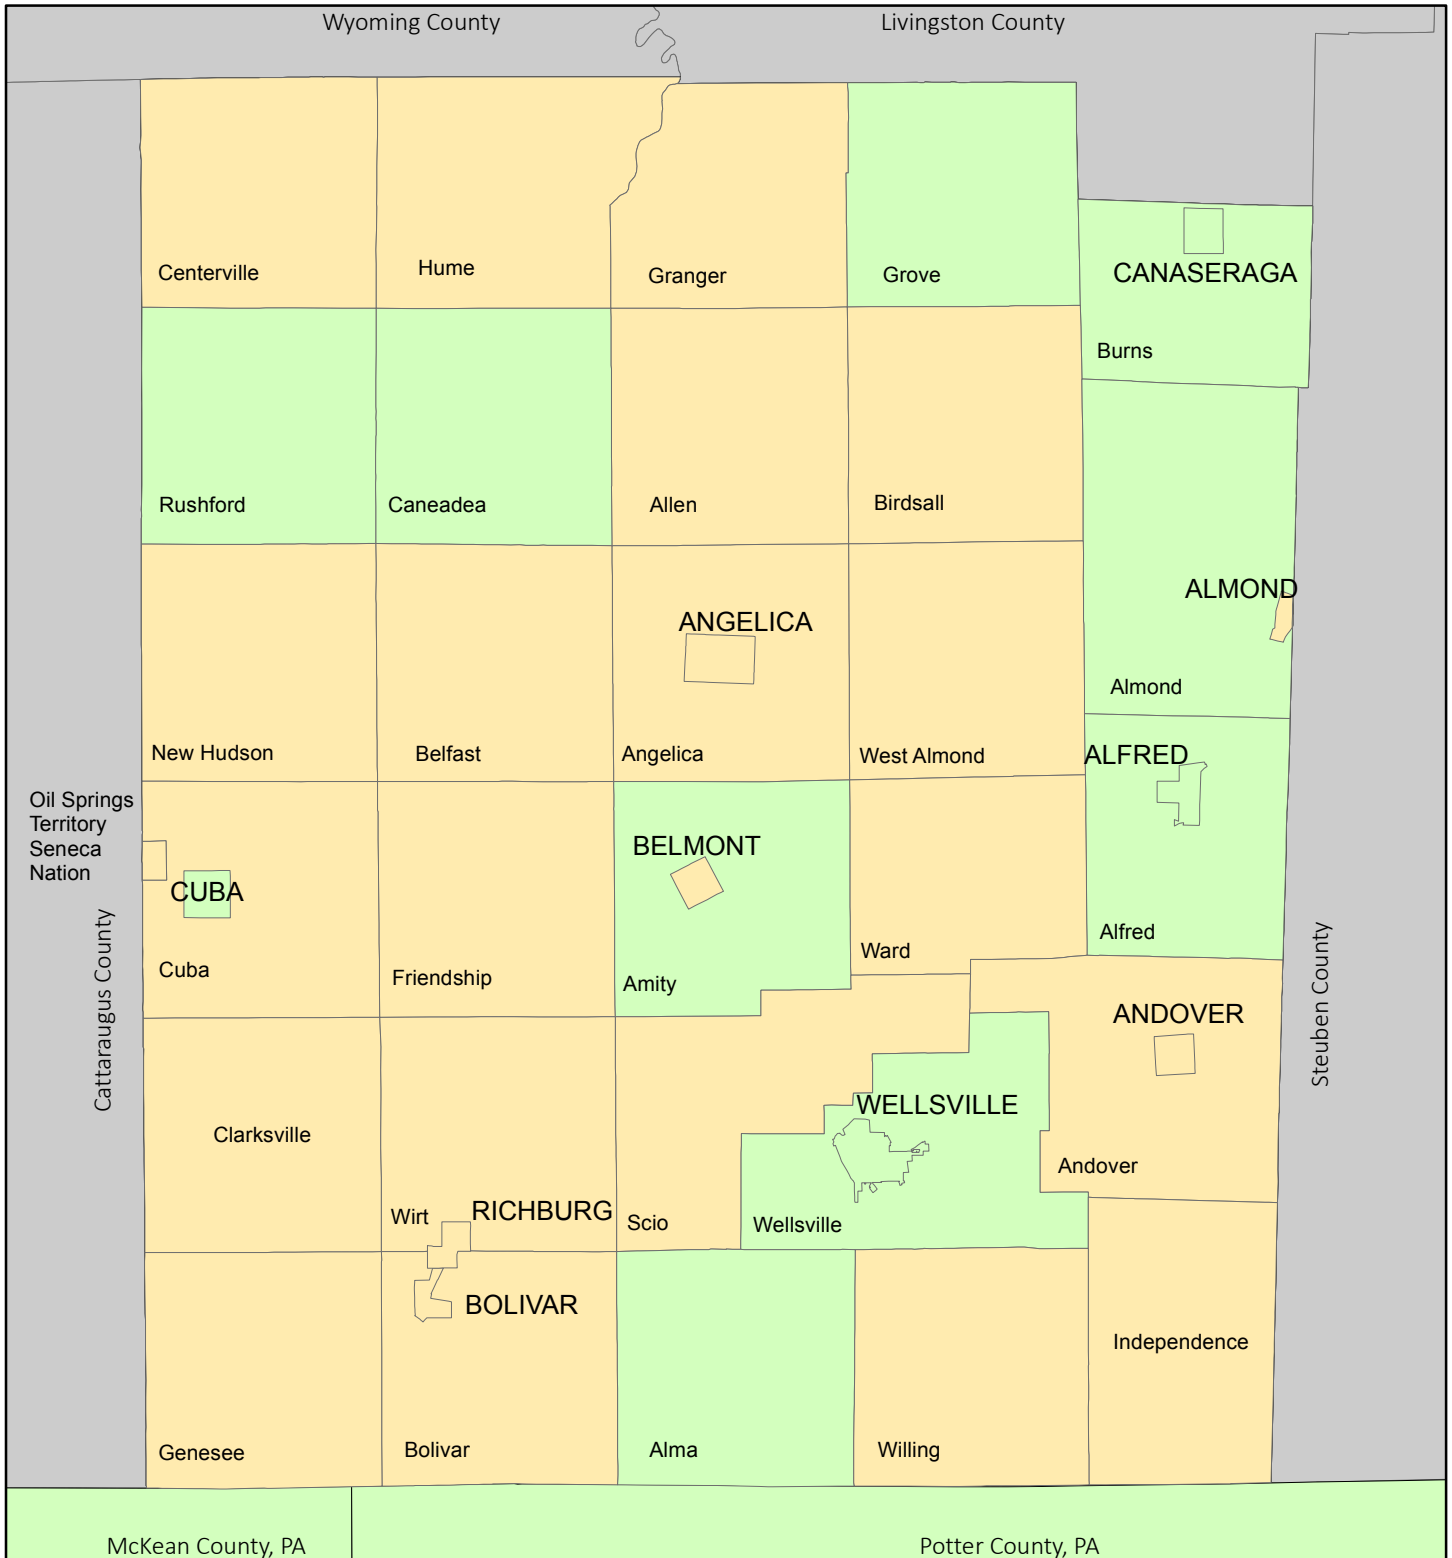 Wyoming County
Livingston County
Centerville
Hume
Granger
Grove
CANASERAGA
Burns
Rushford
Caneadea
Allen
Birdsall
ALMOND
Almond
ANGELICA
New Hudson
Belfast
Angelica
West Almond
ALFRED
Oil Springs
Territory
Seneca
Nation
CUBA
BELMONT
Cattaraugus County
Steuben County
Cuba
Friendship
Amity
Ward
Alfred
ANDOVER
WELLSVILLE
Clarksville
Andover
Wirt
RICHBURG
Scio
Wellsville
BOLIVAR
Independence
Genesee
Bolivar
Alma
Willing
McKean County, PA
Potter County, PA